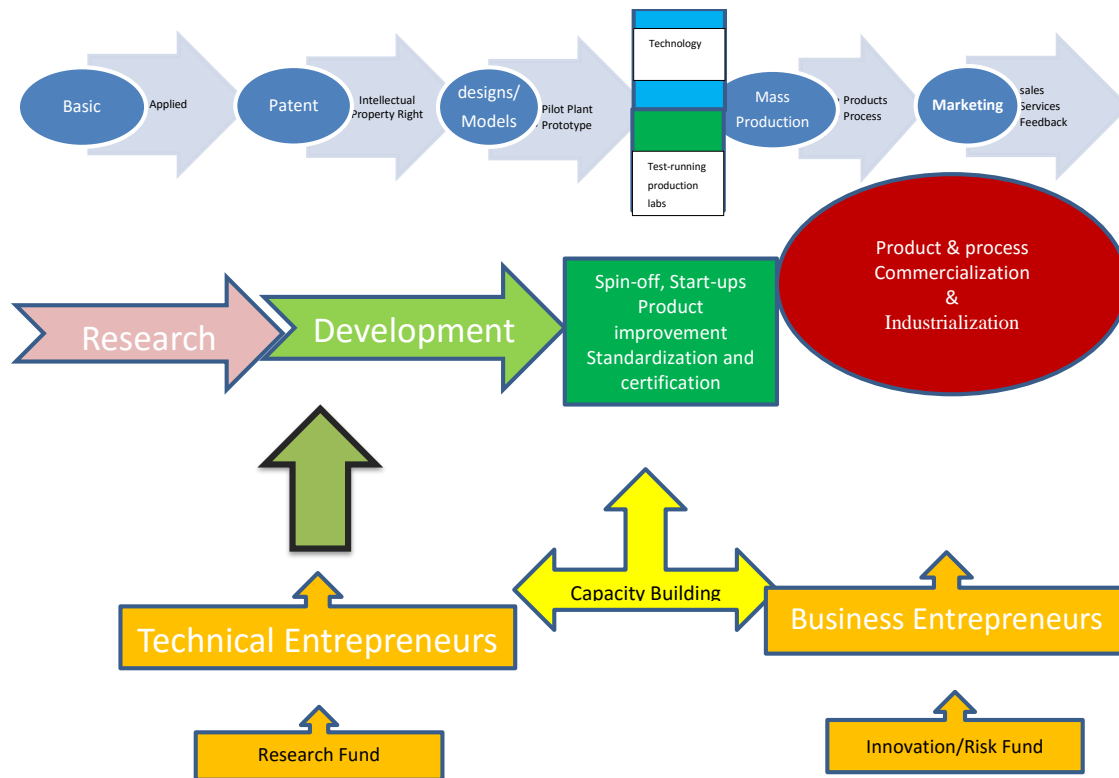 Technology
Basic
Applied
Patent
Intellectual
Property Right
designs/
Models
Pilot Plant
Prototype
Mass
Production
Products
Process
Marketing
sales
Services
Feedback
Test-running
production
labs
Product & process
Commercialization
&
Industrialization
Research
Development
Spin-off, Start-ups
Product
improvement
Standardization and
certification
Capacity Building
Technical Entrepreneurs
Business Entrepreneurs
Research Fund
Innovation/Risk Fund